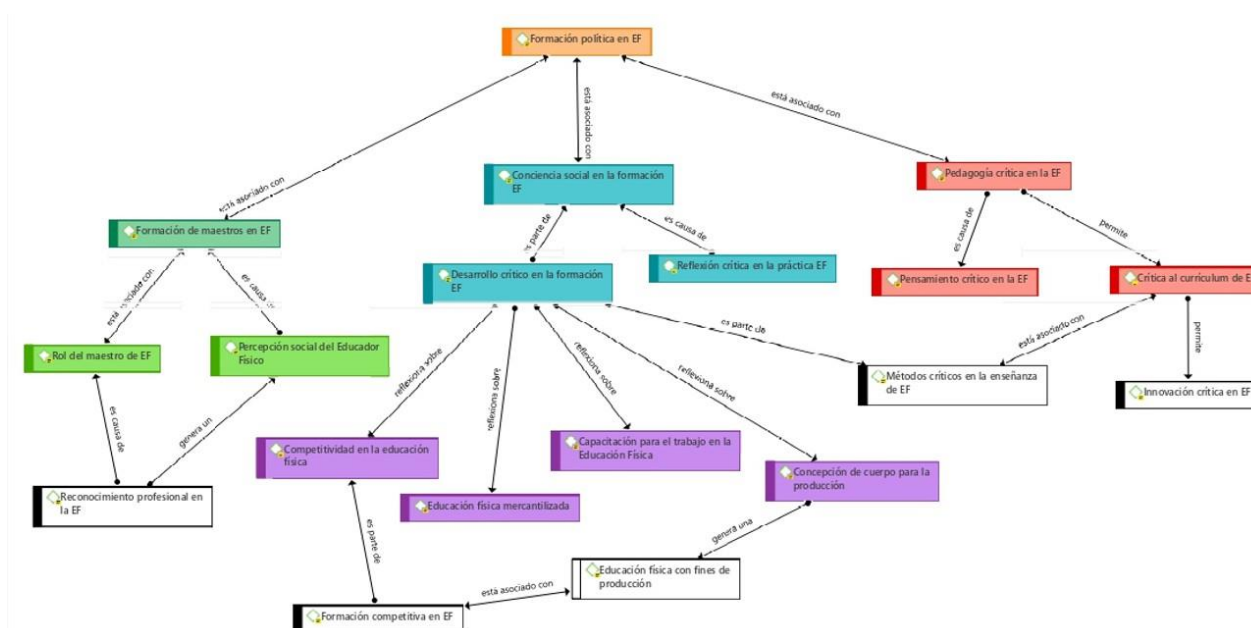 Formación política en EF
está asociado con
está asociado con
está asociado con
Conciencia social en la formación
EF
Pedagogía crítica en la EF
Formación de maestros en EF
es parte de
es causa de
es causa de
permite
Reflexión crítica en la práctica EF
Desarrollo crítico en la formación
EF
Pensamiento crítico en la EF
Crítica al currículum de E
está asociado con
es causa de
es parte de
está asociado con
permite
Rol del maestro de EF
Percepción social del Educador
Físico
reflexiona sobre
reflexiona sobre
reflexiona sobre
reflexiona sobre
Métodos críticos en la enseñanza
de EF
Innovación crítica en EF
es causa de
genera un
Competitividad en la educación
física
Capacitación para el trabajo en la
Educación Física
Concepción de cuerpo para la
producción
Reconocimiento profesional en
la EF
Educación física mercantilizada
es parte de
genera una
Educación física con fines de
producción
está asociado con
Formación competitiva en EF